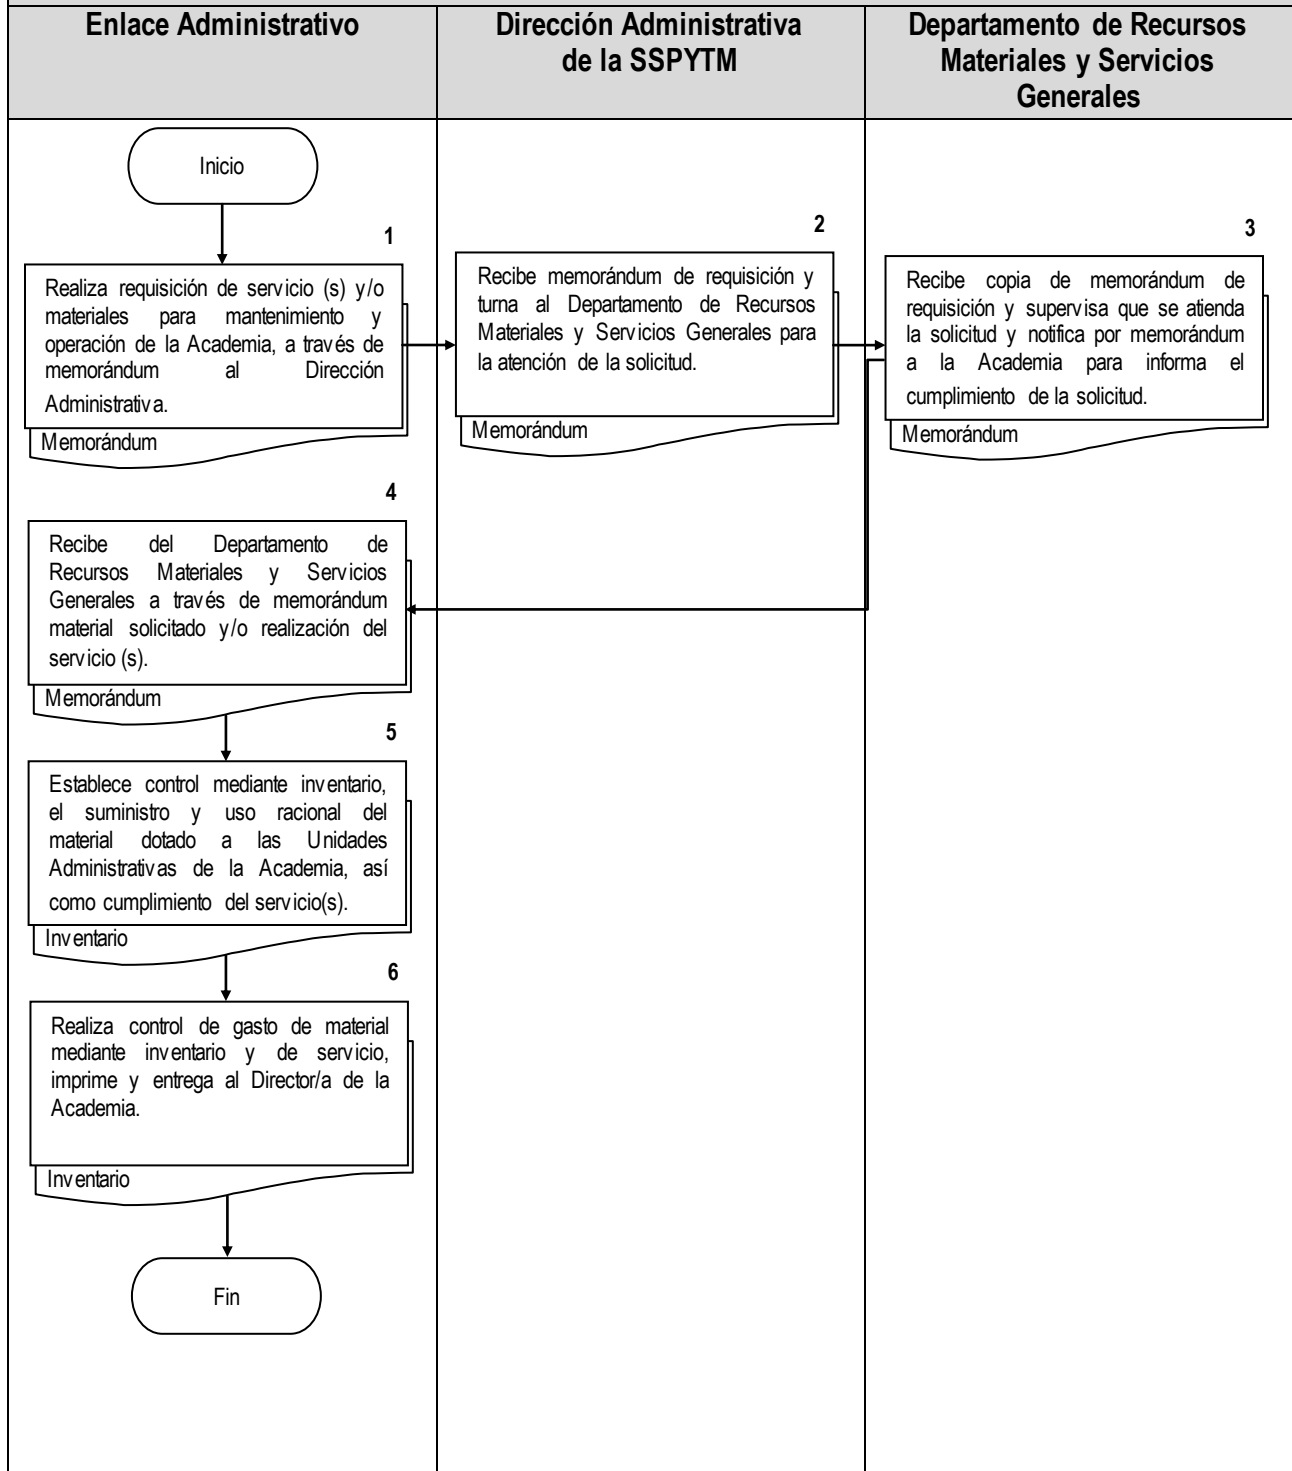 Enlace Administrativo
Dirección Administrativa
de la SSPYTM
Departamento de Recursos
Materiales y Servicios
Generales
Inicio
1
Realiza requisición de servicio (s) y/o
materiales para mantenimiento y
operación de la Academia, a través de
memorándum al Dirección
Administrativa.
Memorándum
2
Recibe memorándum de requisición y
turna al Departamento de Recursos
Materiales y Servicios Generales para
la atención de la solicitud.
Memorándum
3
Recibe copia de memorándum de
requisición y supervisa que se atienda
la solicitud y notifica por memorándum
a la Academia para informa el
cumplimiento de la solicitud.
Memorándum
4
Recibe del Departamento de
Recursos Materiales y Servicios
Generales a través de memorándum
material solicitado y/o realización del
servicio (s).
Memorándum
5
Establece control mediante inventario,
el suministro y uso racional del
material dotado a las Unidades
Administrativas de la Academia, así
como cumplimiento del servicio(s).
Inventario
6
Realiza control de gasto de material
mediante inventario y de servicio,
imprime y entrega al Director/a de la
Academia.
Inventario
Fin